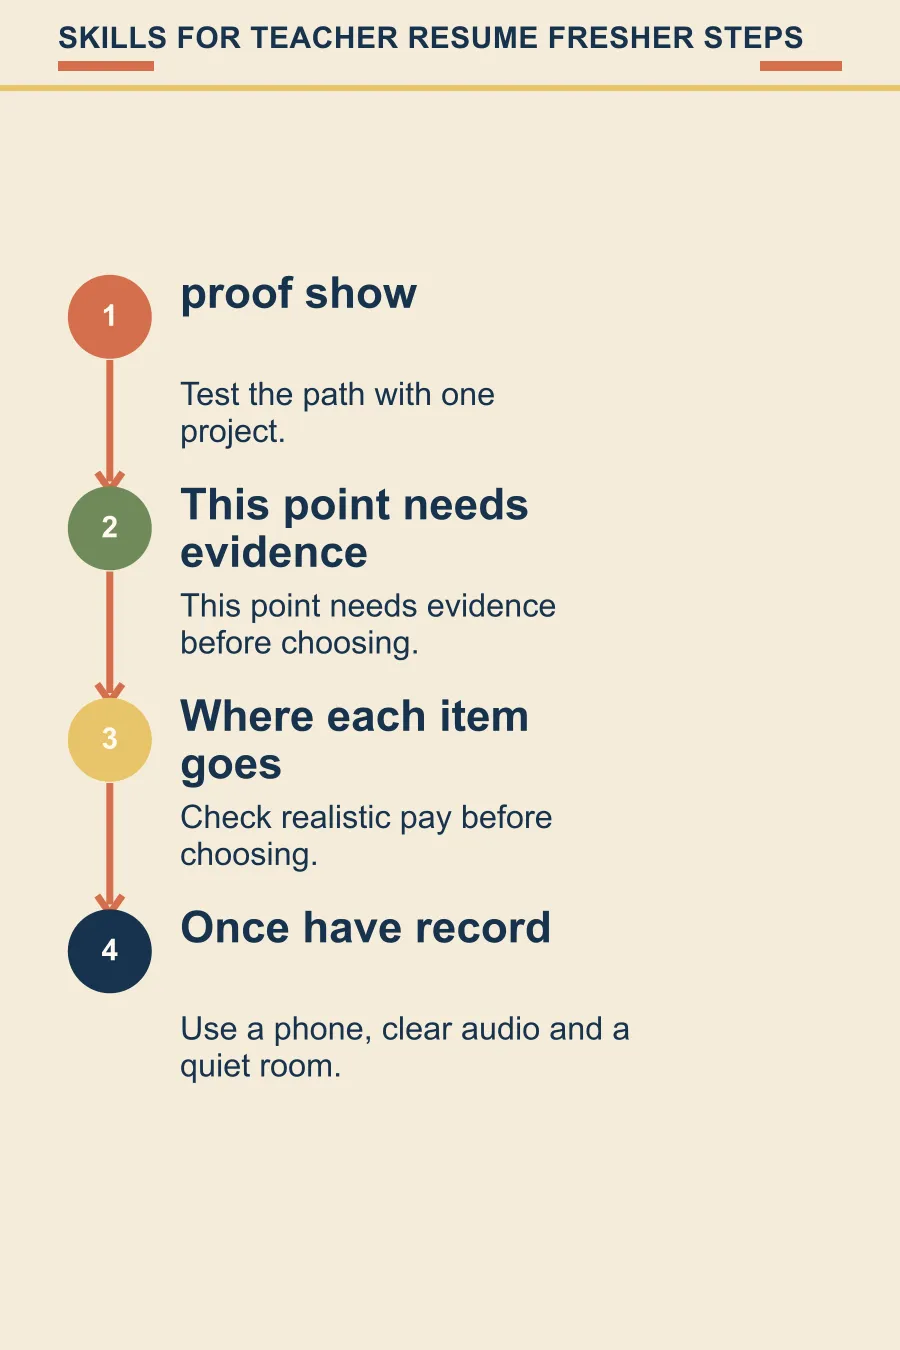 SKILLS FOR TEACHER RESUME FRESHER STEPS
1
proof show
Test the path with one
project.
2
This point needs
evidence
This point needs evidence
before choosing.
3
Where each item
goes
Check realistic pay before
choosing.
4
Once have record
Use a phone, clear audio and a
quiet room.